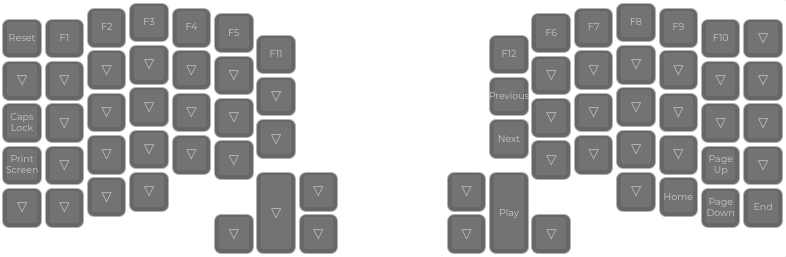 Reset F1 F2 F3 F4 F5 F11 F12 F6 F7 F8 F9 F10 ▽
▽ ▽ ▽ ▽ ▽ ▽ ▽ Previous ▽ ▽ ▽ ▽ ▽ ▽
Caps
Lock ▽ ▽ ▽ ▽ ▽ ▽ Next ▽ ▽ ▽ ▽ ▽ ▽
Print
Screen ▽ ▽ ▽ ▽ ▽ ▽ ▽ ▽ ▽ Page
Up ▽
▽ ▽ ▽ ▽ ▽ ▽ ▽ Play ▽ Home Page
Down End
▽ ▽ ▽ ▽